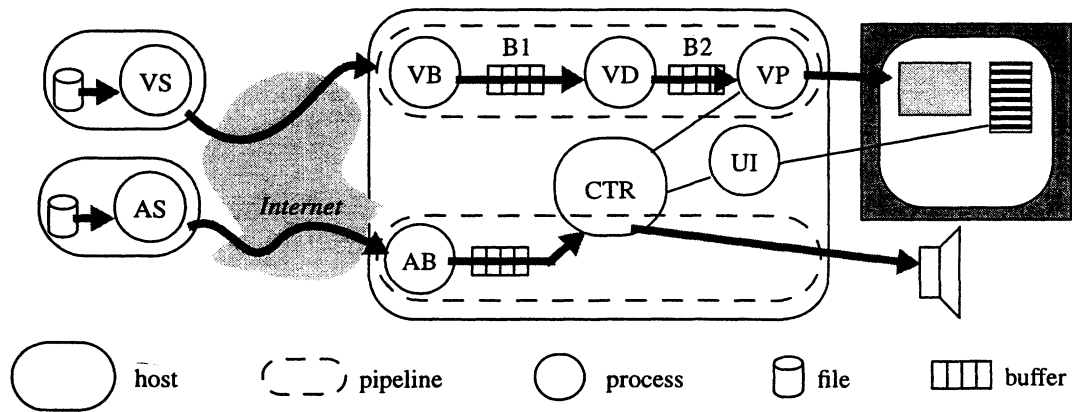 VS
AS
Internet
VB
B1
VD
B2
VP
UI
CTR
AB
host
pipeline
process
file
buffer